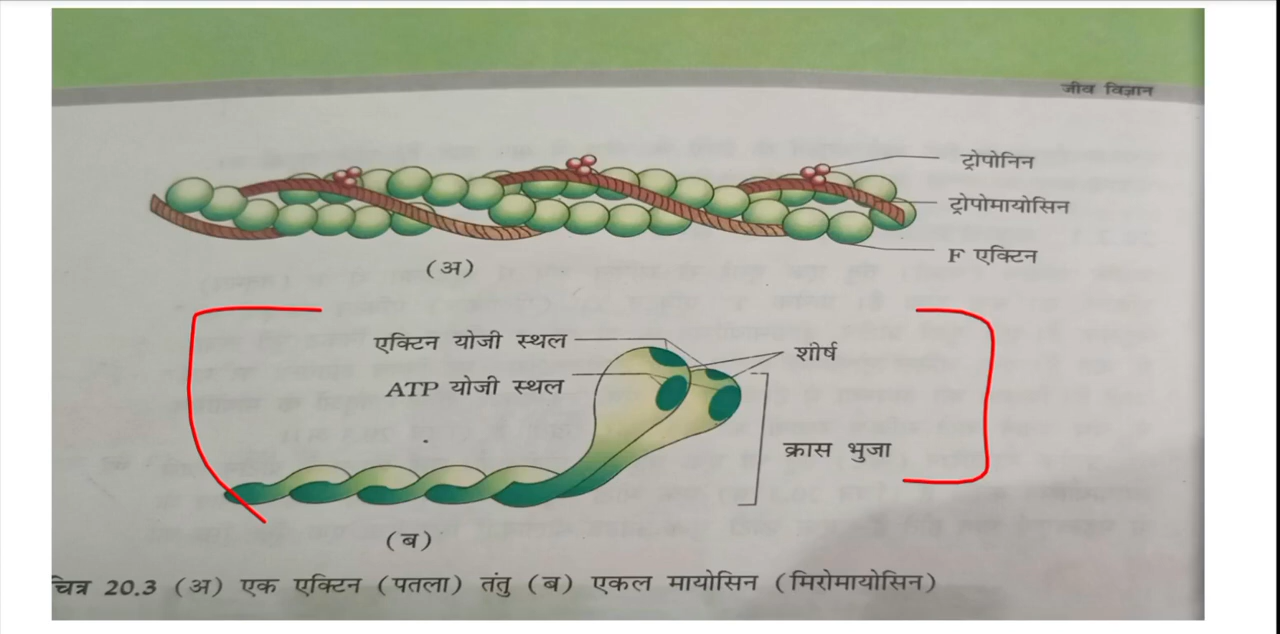 जीव विज्ञान
ट्रोपोनिन
ट्रोपोमायोसिन
F एक्टिन
(अ)
एक्टिन योजी स्थल
शीर्ष
ATP योजी स्थल
क्रास भुजा
(ब)
चित्र 20.3 (अ) एक एक्टिन (पतला) तंतु (ब) एकल मायोसिन (मिरोमायोसिन)